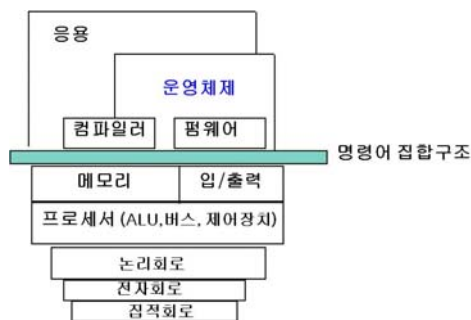 응용
운영체제
컴파일러 펌웨어
명령어 집합구조
메모리 입/출력
프로세서 (ALU,버스, 제어장치)
논리회로
전자회로
집적회로